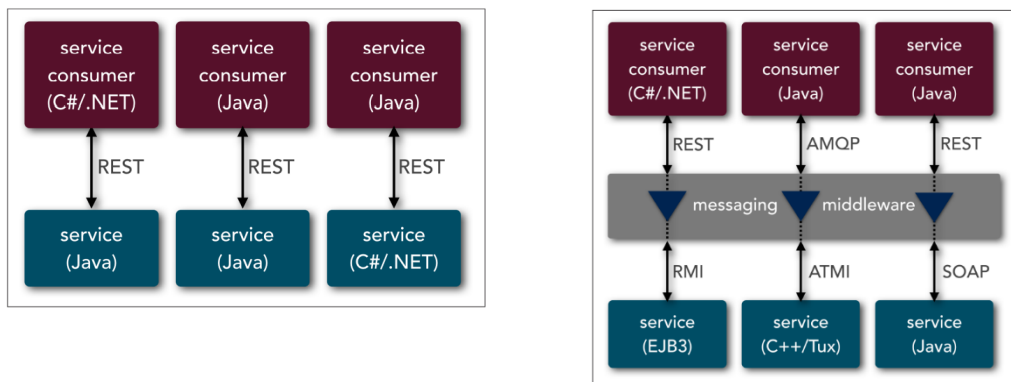 service
consumer
(C#/.NET)
service
consumer
(Java)
service
consumer
(Java)
REST
REST
REST
service
(Java)
service
(Java)
service
(C#/.NET)
service
consumer
(C#/.NET)
service
consumer
(Java)
service
consumer
(Java)
REST
AMQP
REST
messaging
middleware
RMI
ATMI
SOAP
service
(EJB3)
service
(C++/Tux)
service
(Java)